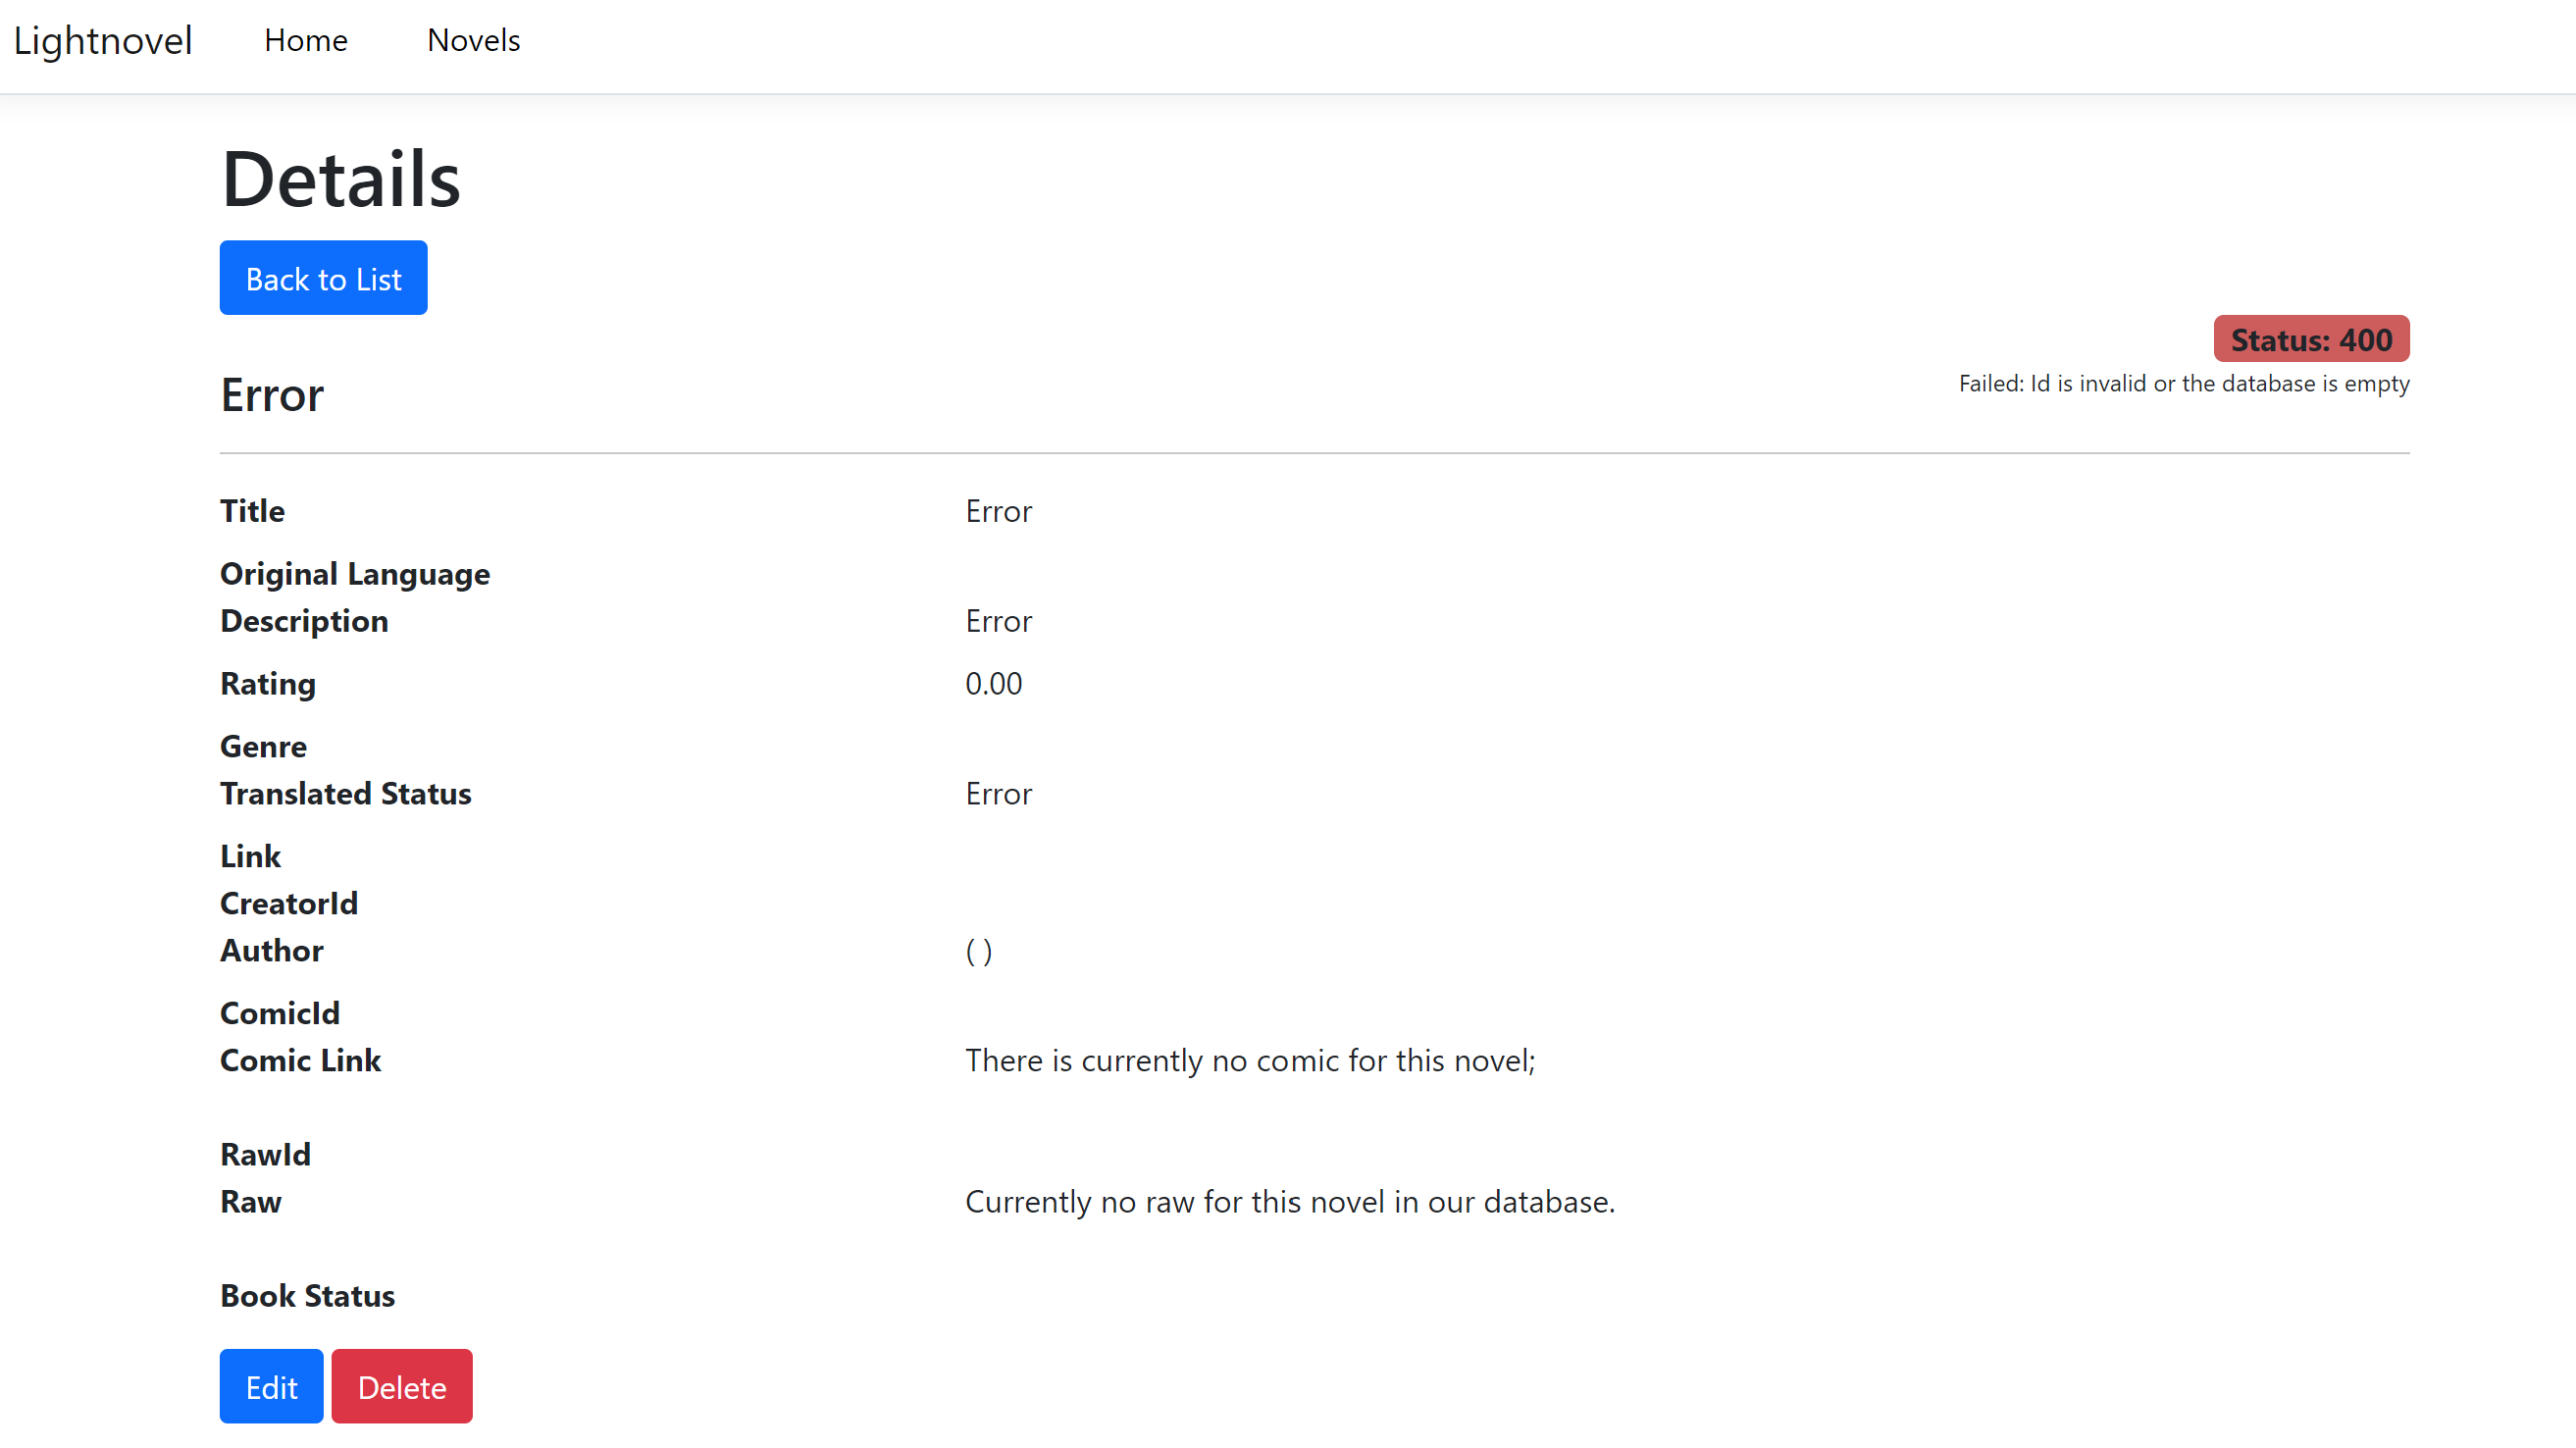 Lightnovel Home Novels
Details
Back to List
Status: 400
Failed: Id is invalid or the database is empty
Error
Title Error
Original Language
Description Error
Rating 0.00
Genre
Translated Status Error
Link
CreatorId
Author ( )
ComicId
Comic Link There is currently no comic for this novel;
RawId
Raw Currently no raw for this novel in our database.
Book Status
Edit Delete